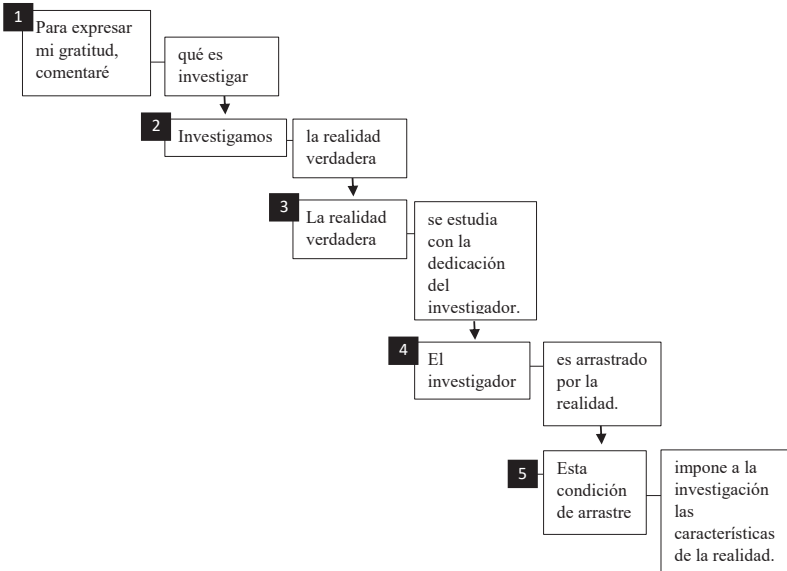 1
Para expresar
mi gratitud,
comentaré
qué es
investigar
2
Investigamos
la realidad
verdadera
3
La realidad
verdadera
se estudia
con la
dedicación
del
investigador.
4
El
investigador
es arrastrado
por la
realidad.
5
Esta
condición
de arrastre
impone a la
investigación
las
características
de la realidad.